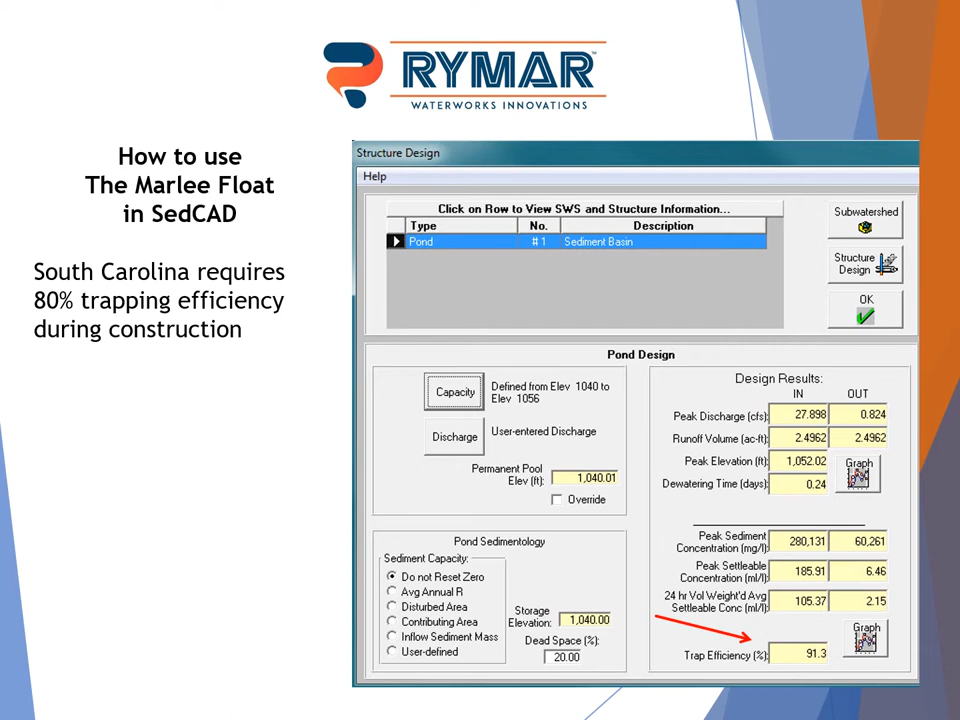 RYMAR™
WATERWORKS INNOVATIONS
How to use
The Marlee Float
in SedCAD
South Carolina requires
80% trapping efficiency
during construction
Structure Design
Help
Click on Row to View SWS and Structure Information...
Type No. Description
Pond #1 Sediment Basin
Subwatershed
Structure
Design
OK
Pond Design
Capacity
Defined from Elev 1040 to
Elev 1056
Discharge
User-entered Discharge
Permanent Pool
Elev (ft): 1,040.01
Override
Pond Sedimentology
Sediment Capacity:
Do not Reset Zero
Avg Annual R
Disturbed Area
Contributing Area
Inflow Sediment Mass
User-defined
Storage
Elevation: 1,040.00
Dead Space (%):
20.00
Design Results:
IN OUT
Peak Discharge (cfs): 27.898 0.824
Runoff Volume (ac-ft): 2.4962 2.4962
Peak Elevation (ft): 1,052.02
Dewatering Time (days): 0.24
Graph
Peak Sediment
Concentration (mg/l): 280,131 60,261
Peak Settleable
Concentration (ml/l): 185.91 6.46
24 hr Vol Weight'd Avg
Settleable Conc (ml/l): 105.37 2.15
Graph
Trap Efficiency (%): 91.3